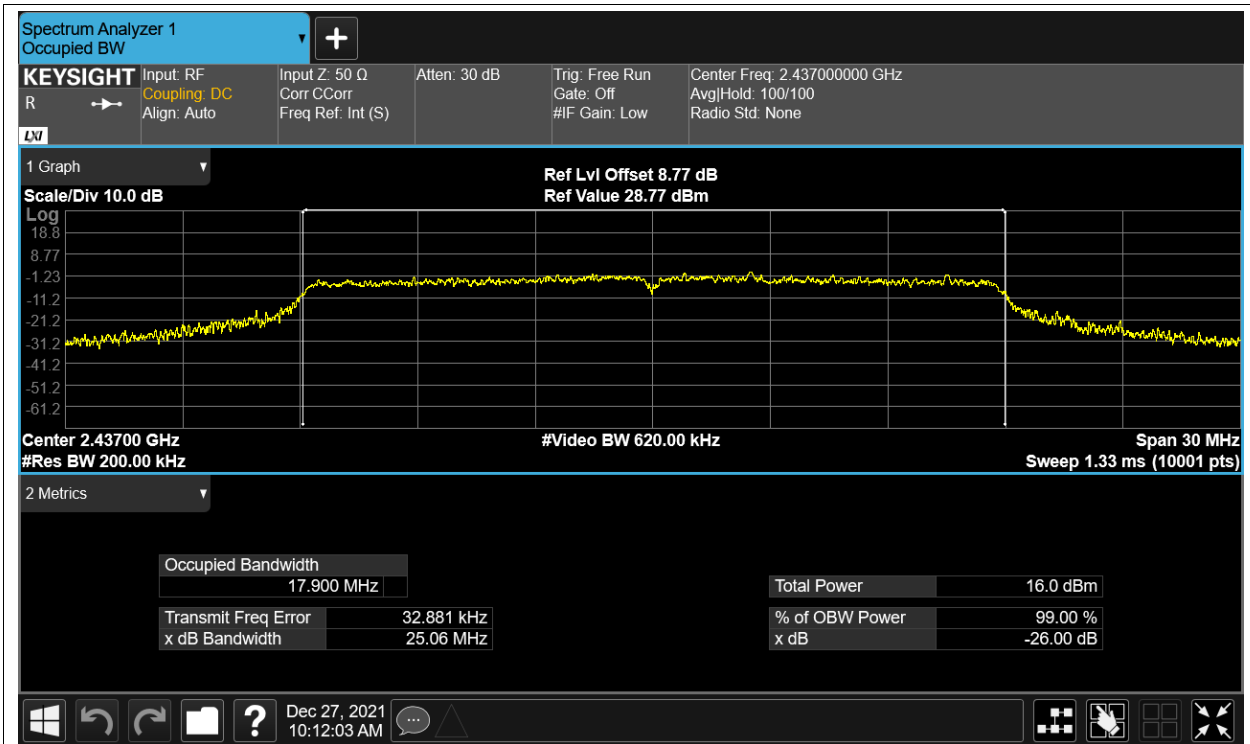 Spectrum Analyzer 1
Occupied BW
KEYSIGHT
R
LXI
Input: RF
Coupling: DC
Align: Auto
Input Z: 50 Ω
Corr CCorr
Freq Ref: Int (S)
Atten: 30 dB
Trig: Free Run
Gate: Off
#IF Gain: Low
Center Freq: 2.437000000 GHz
Avg|Hold: 100/100
Radio Std: None
1 Graph
Scale/Div 10.0 dB
Ref Lvl Offset 8.77 dB
Ref Value 28.77 dBm
Log
18.8
8.77
-1.23
-11.2
-21.2
-31.2
-41.2
-51.2
-61.2
Center 2.43700 GHz
#Video BW 620.00 kHz
Span 30 MHz
#Res BW 200.00 kHz
Sweep 1.33 ms (10001 pts)
2 Metrics
Occupied Bandwidth
17.900 MHz
Transmit Freq Error 32.881 kHz
x dB Bandwidth 25.06 MHz
Total Power 16.0 dBm
% of OBW Power 99.00 %
x dB -26.00 dB
?
Dec 27, 2021
10:12:03 AM